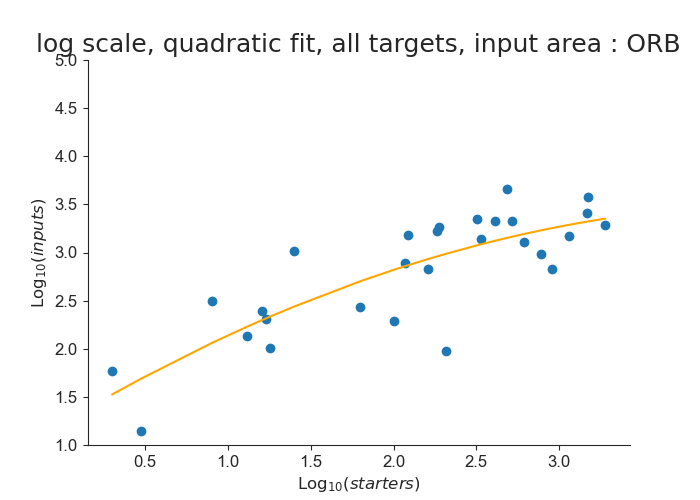 log scale, quadratic fit, all targets, input area : ORB
5.0
4.5
4.0
3.5
3.0
2.5
2.0
1.5
1.0
Log10(inputs)
0.5 1.0 1.5 2.0 2.5 3.0
Log10(starters)